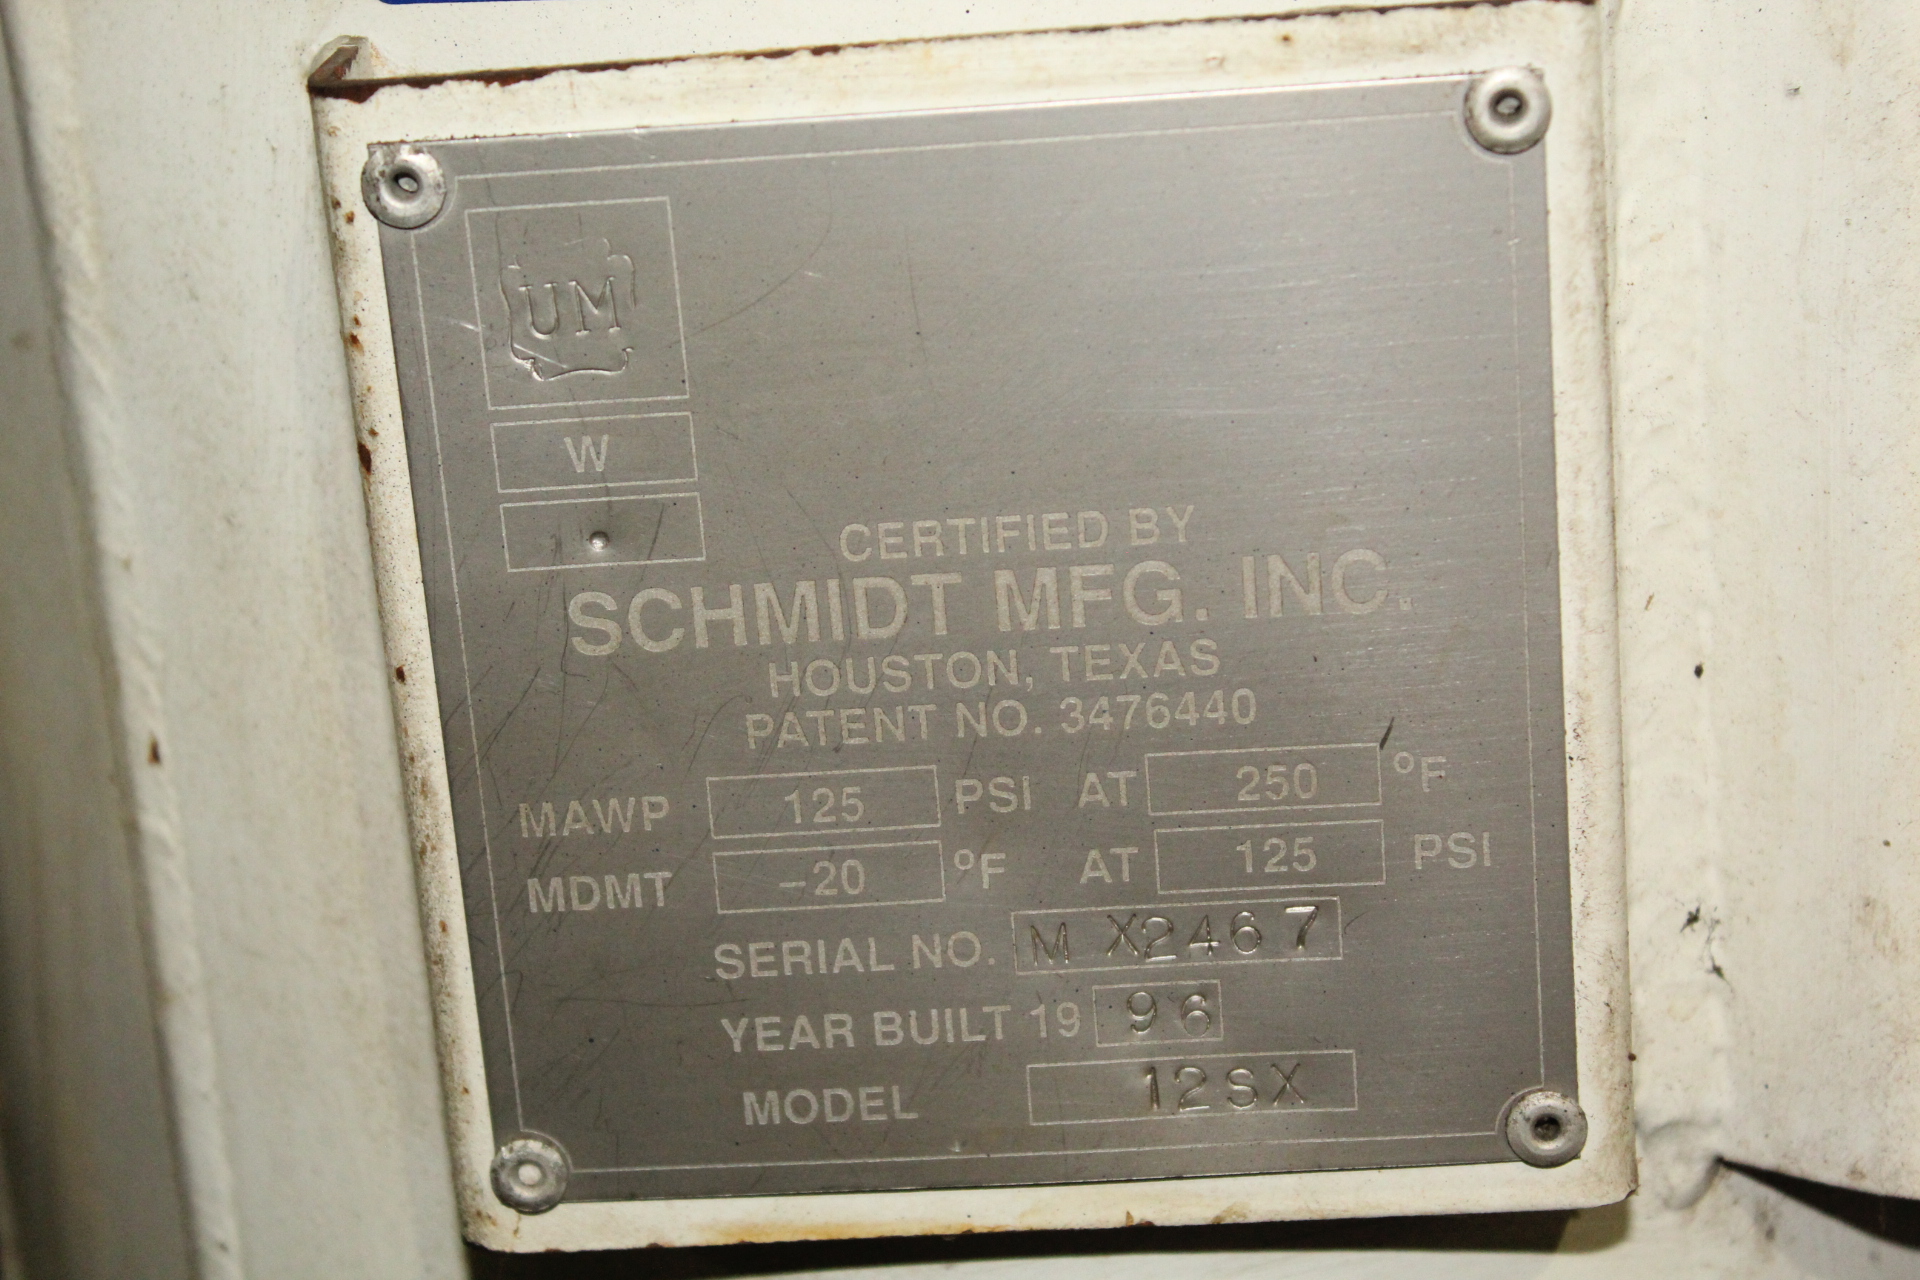 UM
W
CERTIFIED BY
SCHMIDT MFG. INC.
HOUSTON, TEXAS
PATENT NO. 3476440
MAWP 125 PSI AT 250 °F
MDMT -20 °F AT 125 PSI
SERIAL NO. M X2467
YEAR BUILT 19 96
MODEL 12SX